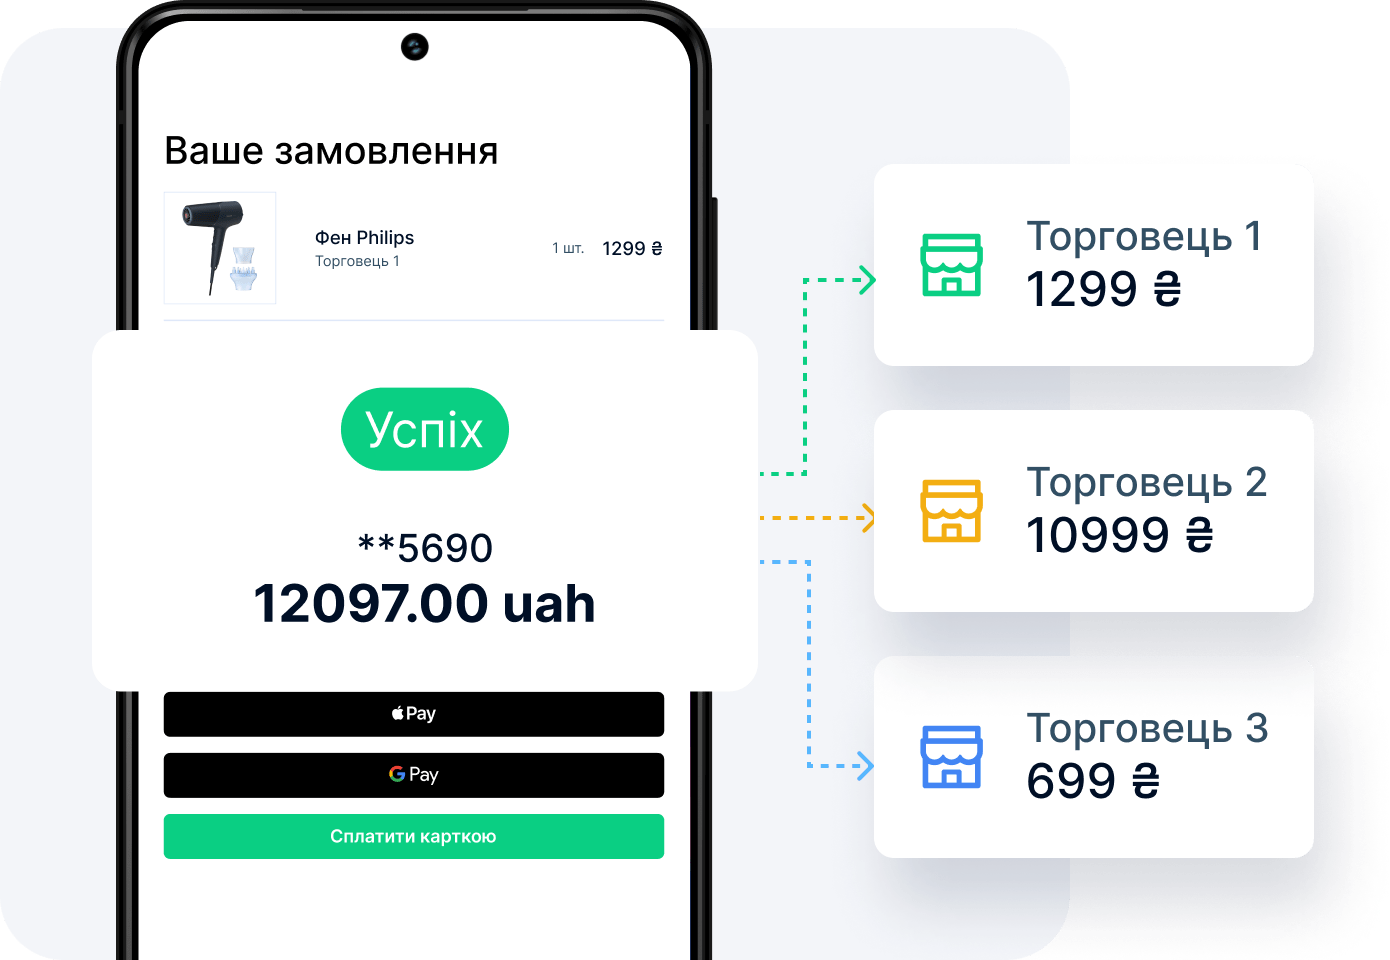 Ваше замовлення
Фен Philips
Торговець 1
1 шт.
1299 ₴
Успіх
**5690
12097.00 uah
Pay
G Pay
Сплатити карткою
Торговець 1
1299 ₴
Торговець 2
10999 ₴
Торговець 3
699 ₴